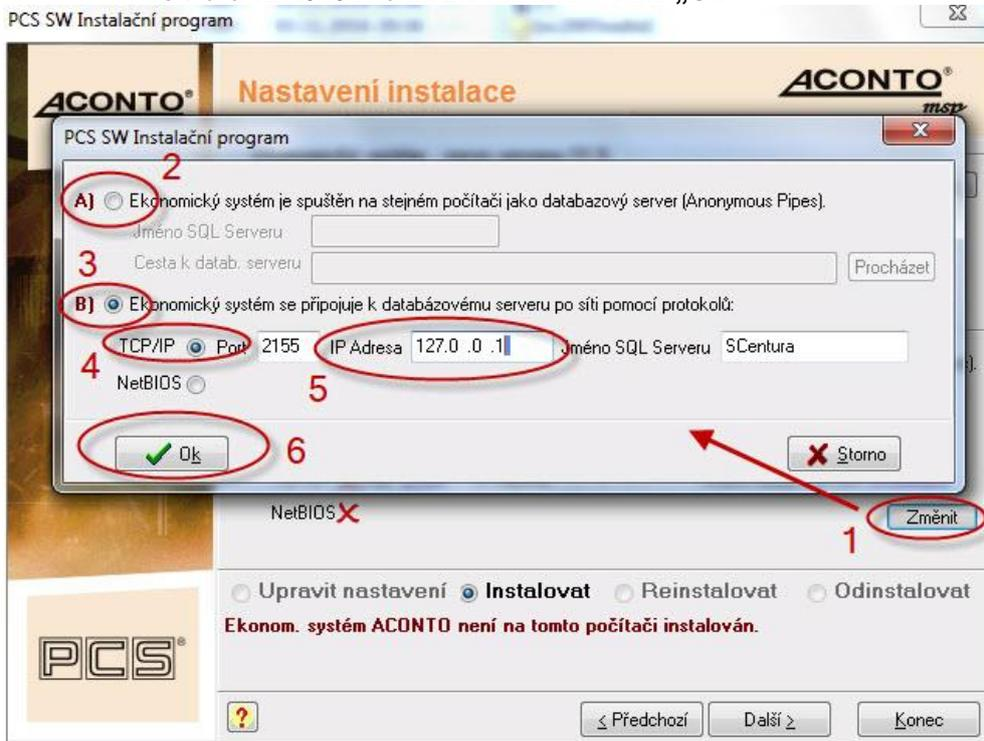 PCS SW Instalační program
ACONTO®
Nastavení instalace
ACONTO®
msp
PCS SW Instalační program
2
A) Ekonomický systém je spuštěn na stejném počítači jako databazový server (Anonymous Pipes).
Jméno SQL Serveru
3
Cesta k datab. serveru
Procházet
B) Ekonomický systém se připojuje k databázovému serveru po síti pomocí protokolů:
TCP/IP Port 2155 IP Adresa 127.0 .0 .1 Jméno SQL Serveru SCentura
4
NetBIOS
5
Ok
6
Storno
NetBIOS
Změnit
1
Upravit nastavení Instalovat Reinstalovat Odinstalovat
Ekonom. systém ACONTO není na tomto počítači instalován.
PCS®
?
< Předchozí Další > Konec